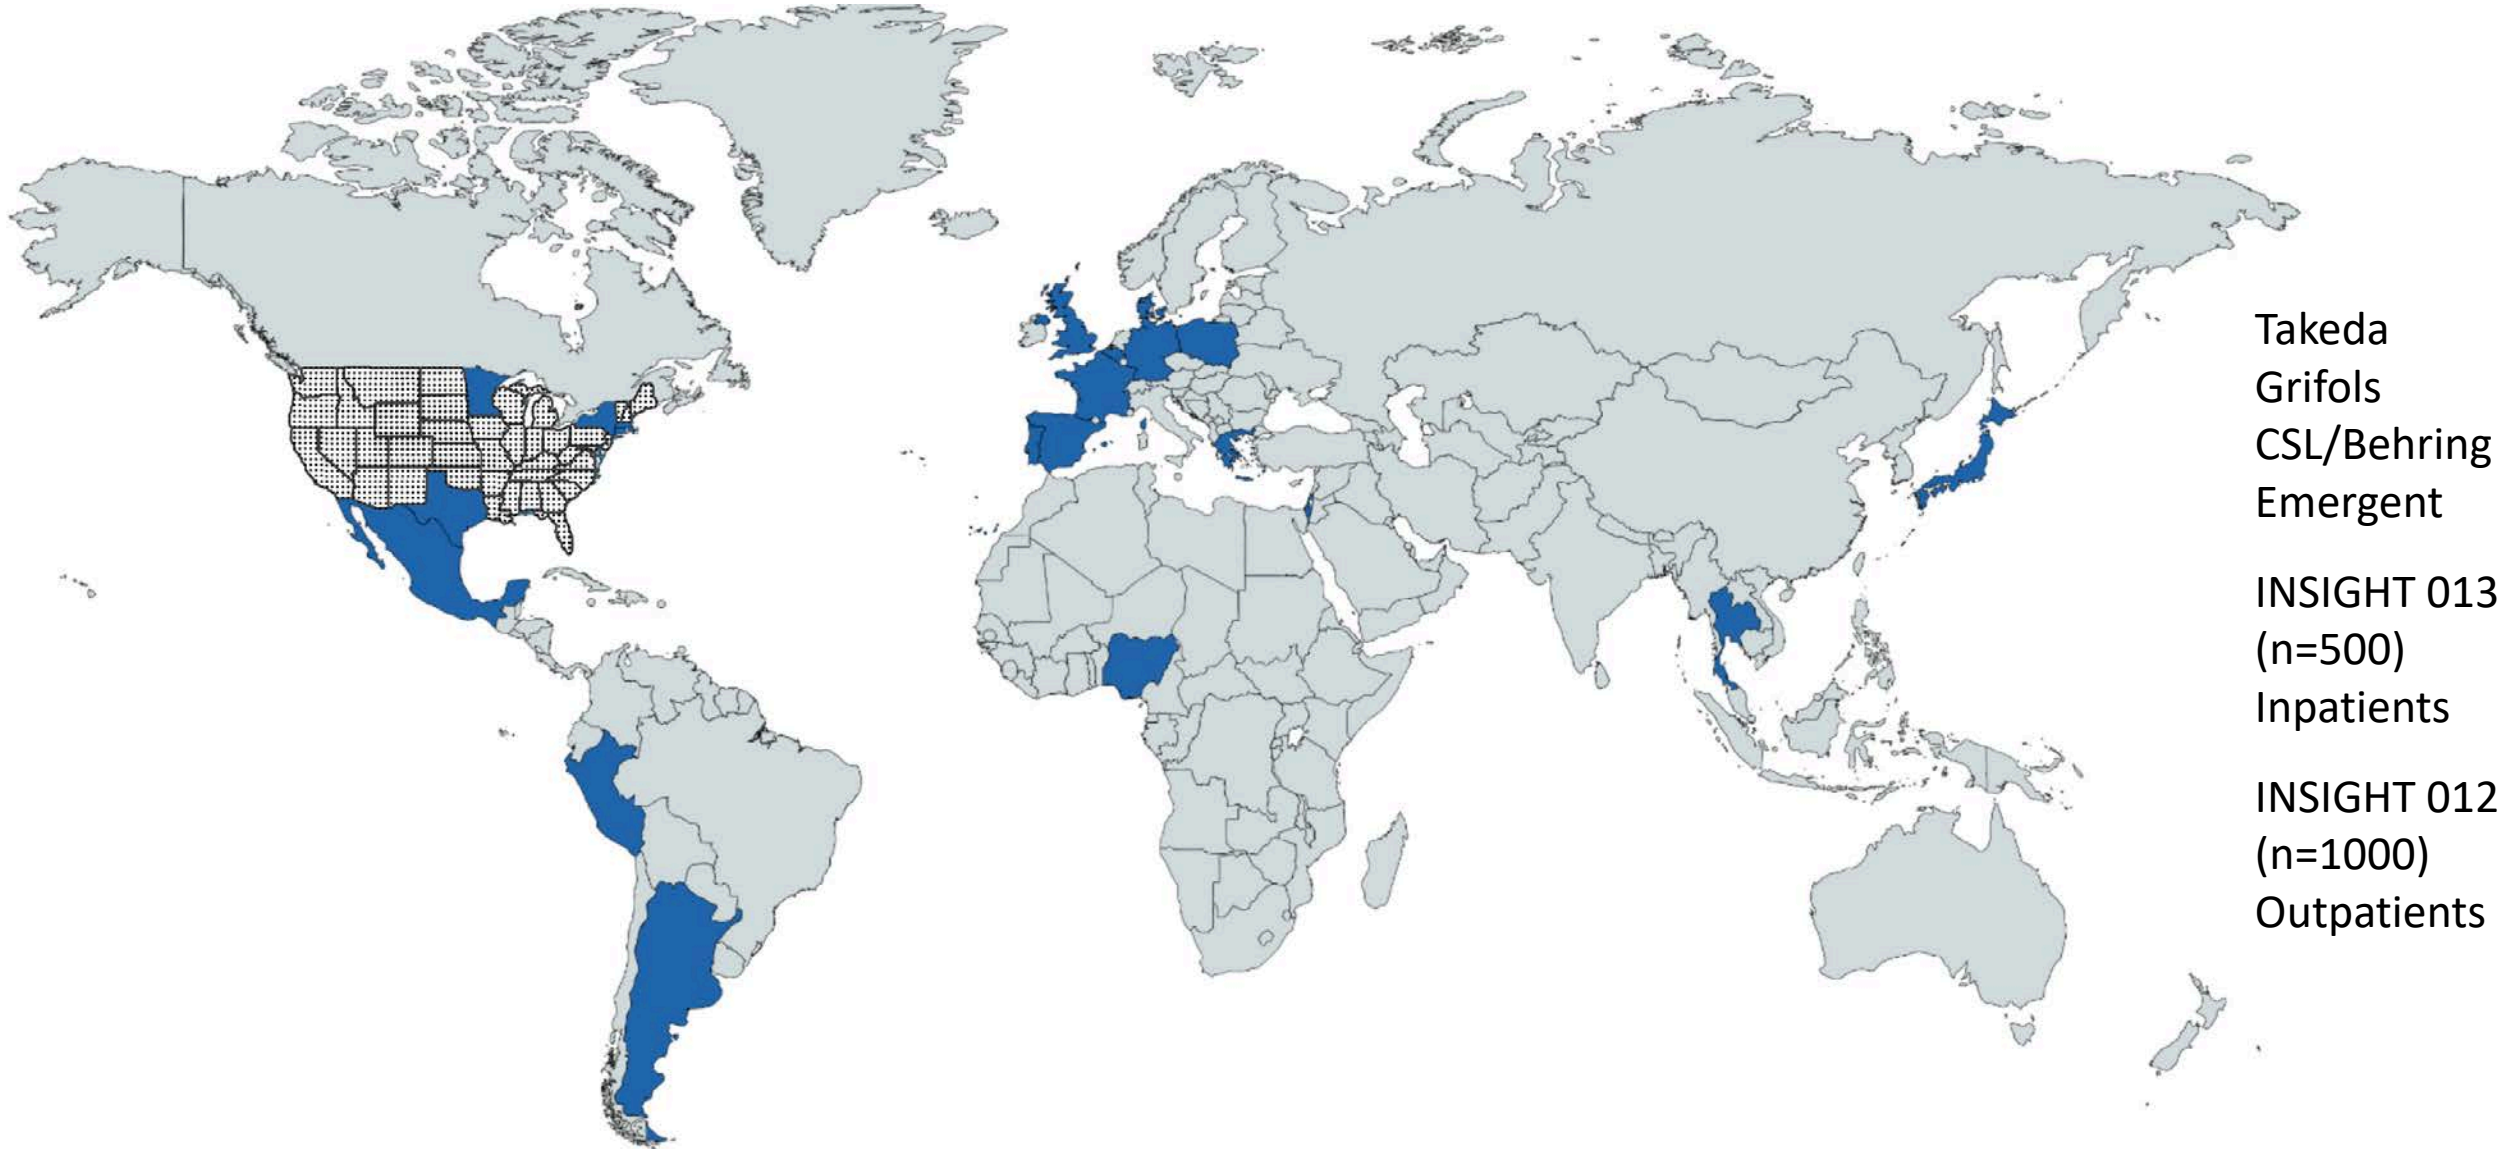 Takeda
Grifols
CSL/Behring
Emergent
INSIGHT 013
(n=500)
Inpatients
INSIGHT 012
(n=1000)
Outpatients